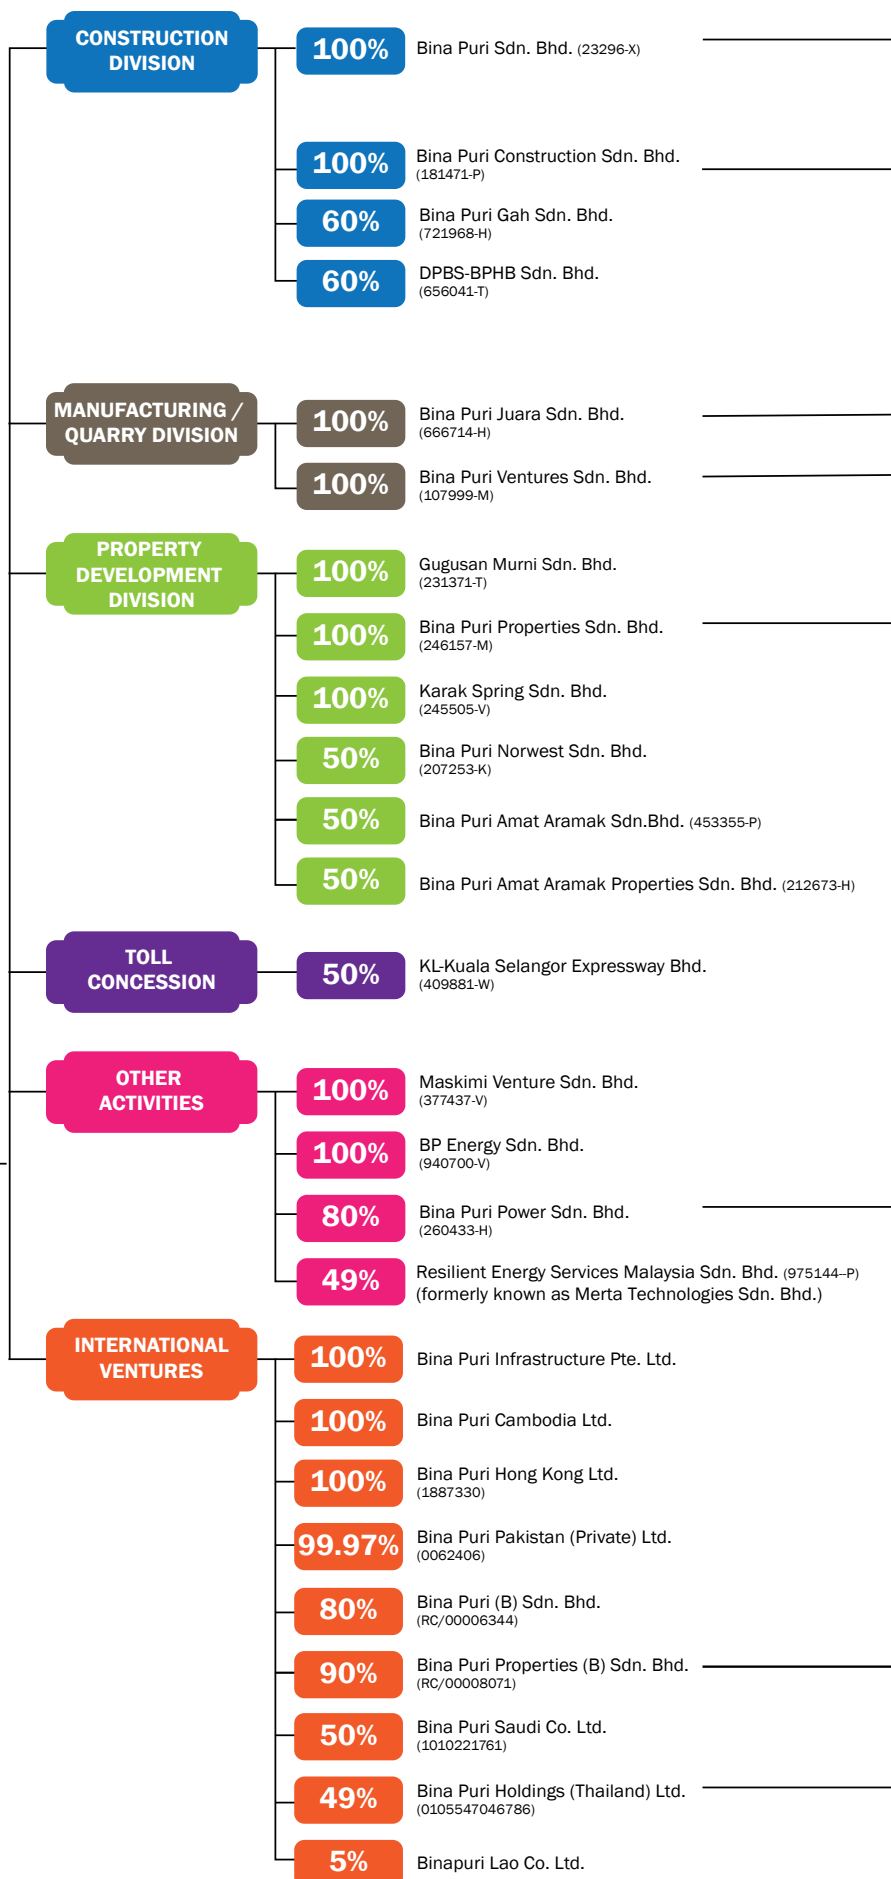 CONSTRUCTION
DIVISION
100%
Bina Puri Sdn. Bhd. (23296-X)
100%
Bina Puri Construction Sdn. Bhd.
(181471-P)
60%
Bina Puri Gah Sdn. Bhd.
(721968-H)
60%
DPBS-BPHB Sdn. Bhd.
(656041-T)
MANUFACTURING /
QUARRY DIVISION
100%
Bina Puri Juara Sdn. Bhd.
(666714-H)
100%
Bina Puri Ventures Sdn. Bhd.
(107999-M)
PROPERTY
DEVELOPMENT
DIVISION
100%
Gugusan Murni Sdn. Bhd.
(231371-T)
100%
Bina Puri Properties Sdn. Bhd.
(246157-M)
100%
Karak Spring Sdn. Bhd.
(245505-V)
50%
Bina Puri Norwest Sdn. Bhd.
(207253-K)
50%
Bina Puri Amat Aramak Sdn.Bhd. (453355-P)
50%
Bina Puri Amat Aramak Properties Sdn. Bhd. (212673-H)
TOLL
CONCESSION
50%
KL-Kuala Selangor Expressway Bhd.
(409881-W)
OTHER
ACTIVITIES
100%
Maskimi Venture Sdn. Bhd.
(377437-V)
100%
BP Energy Sdn. Bhd.
(940700-V)
80%
Bina Puri Power Sdn. Bhd.
(260433-H)
49%
Resilient Energy Services Malaysia Sdn. Bhd. (975144--P)
(formerly known as Merta Technologies Sdn. Bhd.)
INTERNATIONAL
VENTURES
100%
Bina Puri Infrastructure Pte. Ltd.
100%
Bina Puri Cambodia Ltd.
100%
Bina Puri Hong Kong Ltd.
(1887330)
99.97%
Bina Puri Pakistan (Private) Ltd.
(0062406)
80%
Bina Puri (B) Sdn. Bhd.
(RC/00006344)
90%
Bina Puri Properties (B) Sdn. Bhd.
(RC/00008071)
50%
Bina Puri Saudi Co. Ltd.
(1010221761)
49%
Bina Puri Holdings (Thailand) Ltd.
(0105547046786)
5%
Binapuri Lao Co. Ltd.